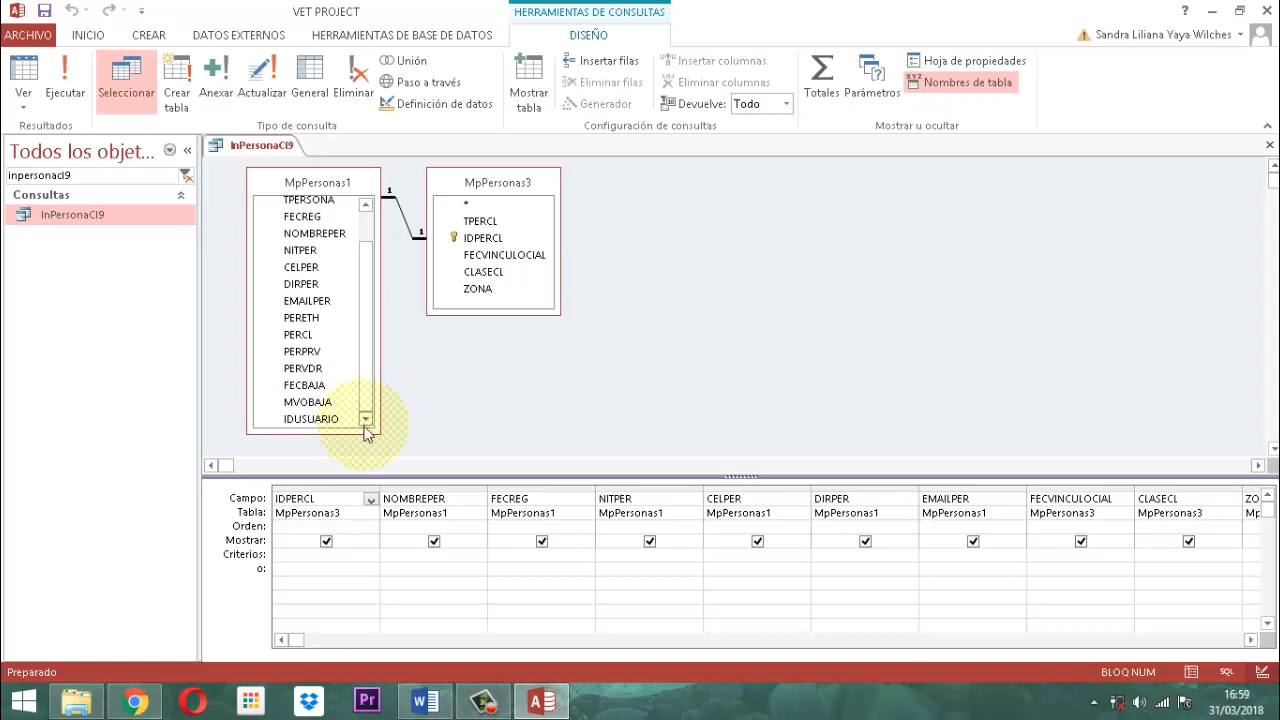 VET PROJECT
HERRAMIENTAS DE CONSULTAS
?
ARCHIVO INICIO CREAR DATOS EXTERNOS HERRAMIENTAS DE BASE DE DATOS DISEÑO
Sandra Liliana Yaya Wilches
Ver
Ejecutar
Resultados
Seleccionar
Crear tabla
Anexar
Actualizar
General
Eliminar
Unión
Paso a través
Definición de datos
Tipo de consulta
Mostrar tabla
Insertar filas
Eliminar filas
Generador
Insertar columnas
Eliminar columnas
Devuelve: Todo
Configuración de consultas
Totales
Parámetros
Hoja de propiedades
XYZ Nombres de tabla
Mostrar u ocultar
Todos los objet... «
inpersonacl9
Consultas
InPersonaCl9
InPersonaCl9
MpPersonas1
TPERSONA
FECREG
NOMBREPER
NITPER
CELPER
DIRPER
EMAILPER
PERETH
PERCL
PERPRV
PERVDR
FECBAJA
MVOBAJA
IDUSUARIO
1
1
MpPersonas3
*
TPERCL
IDPERCL
FECVINCULOCIAL
CLASECL
ZONA
Campo: IDPERCL NOMBREPER FECREG NITPER CELPER DIRPER EMAILPER FECVINCULOCIAL CLASECL ZO
Tabla: MpPersonas3 MpPersonas1 MpPersonas1 MpPersonas1 MpPersonas1 MpPersonas1 MpPersonas1 MpPersonas3 MpPersonas3 Mp
Orden:
Mostrar:
Criterios:
o:
Preparado
BLOQ NUM
SQL
Pr
16:59
31/03/2018